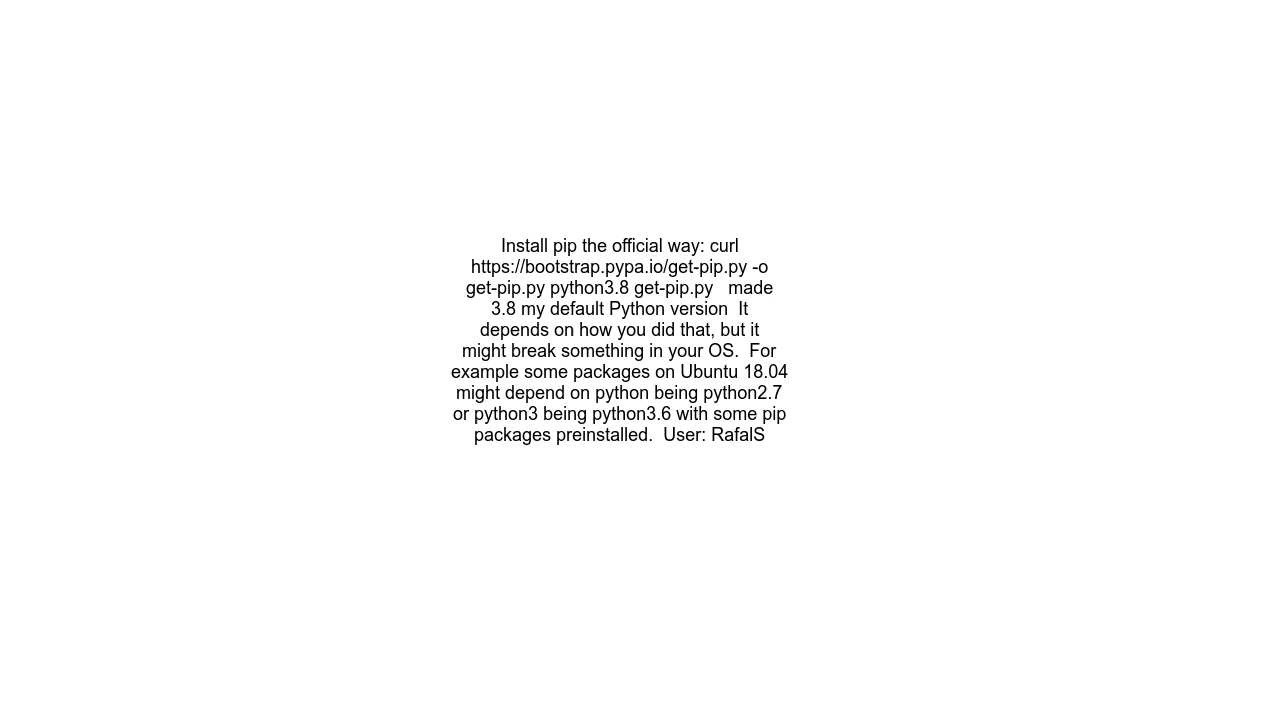 Install pip the official way: curl
https://bootstrap.pypa.io/get-pip.py -o
get-pip.py python3.8 get-pip.py   made
3.8 my default Python version  It
depends on how you did that, but it
might break something in your OS.  For
example some packages on Ubuntu 18.04
might depend on python being python2.7
or python3 being python3.6 with some pip
packages preinstalled.  User: RafalS